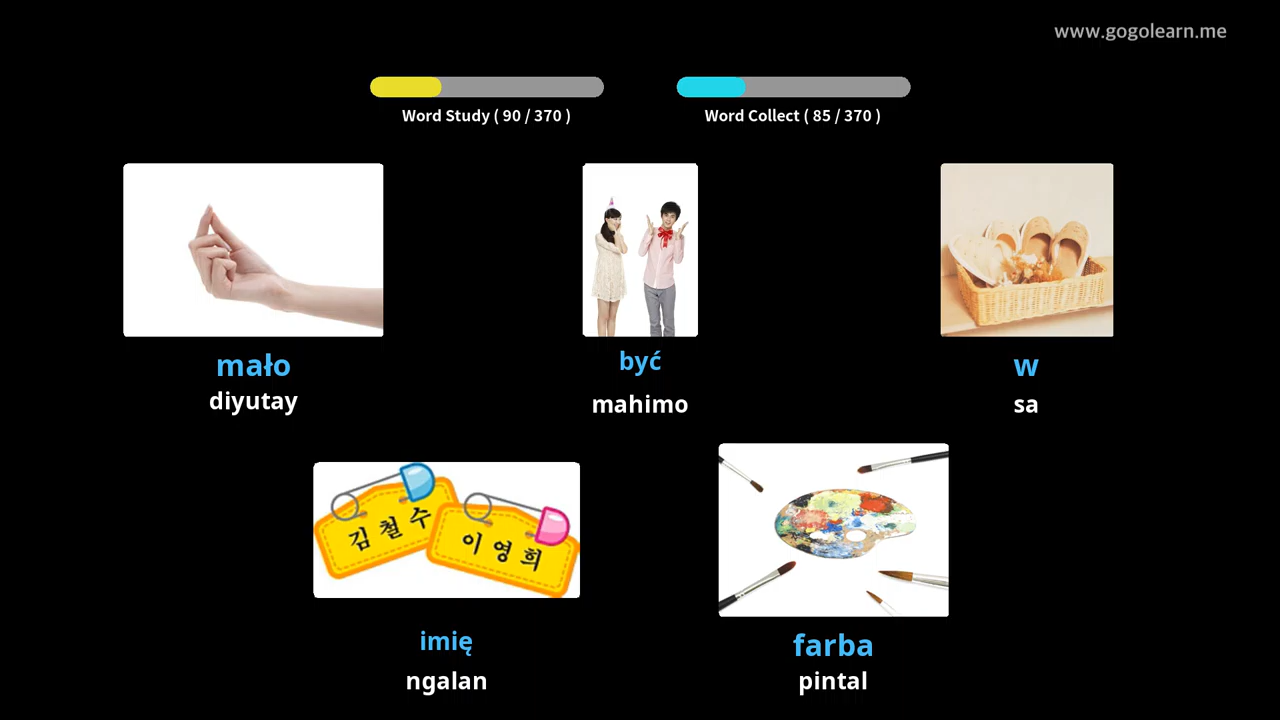 www.gogolearn.me
Word Study ( 90 / 370 )
Word Collect ( 85 / 370 )
mało
diyutay
być
mahimo
w
sa
김철수
이영희
imię
ngalan
farba
pintal